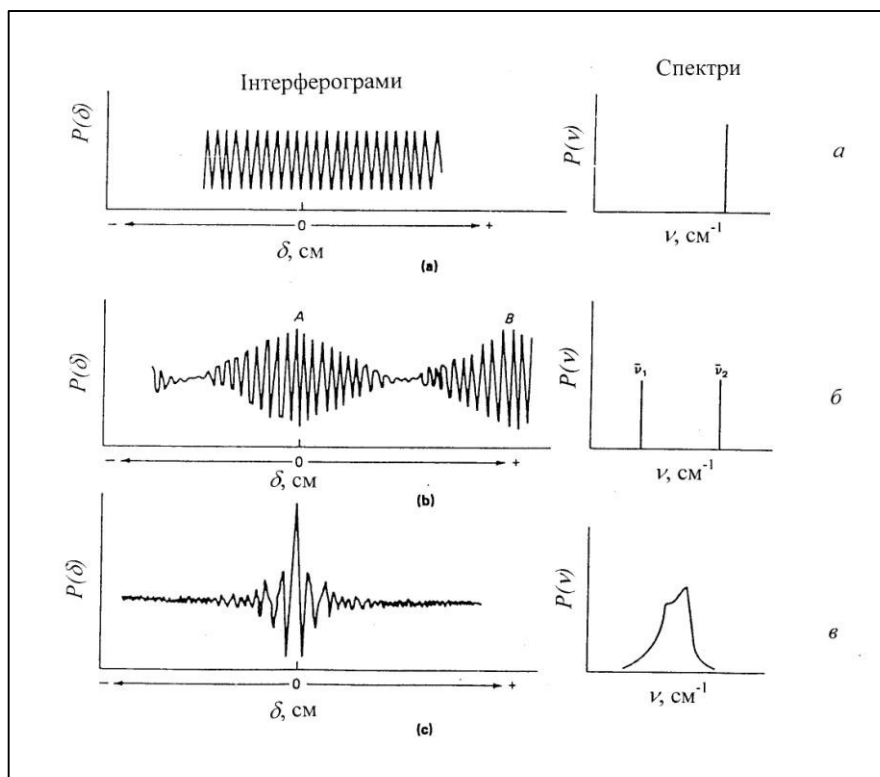 Інтерферограми
Спектри
P(δ)
P(ν)
а
− 0 +
δ, см
ν, см⁻¹
(a)
A
B
P(δ)
P(ν)
ν̄₁
ν̄₂
б
− 0 +
δ, см
ν, см⁻¹
(b)
P(δ)
P(ν)
в
− 0 +
δ, см
ν, см⁻¹
(c)